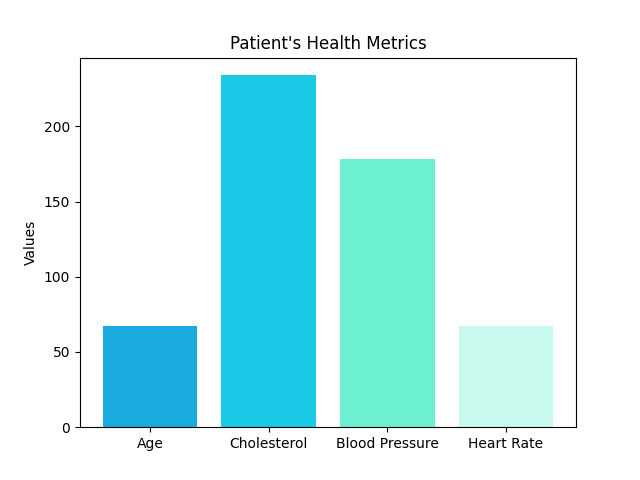 Patient's Health Metrics
Values
200
150
100
50
0
Age
Cholesterol
Blood Pressure
Heart Rate